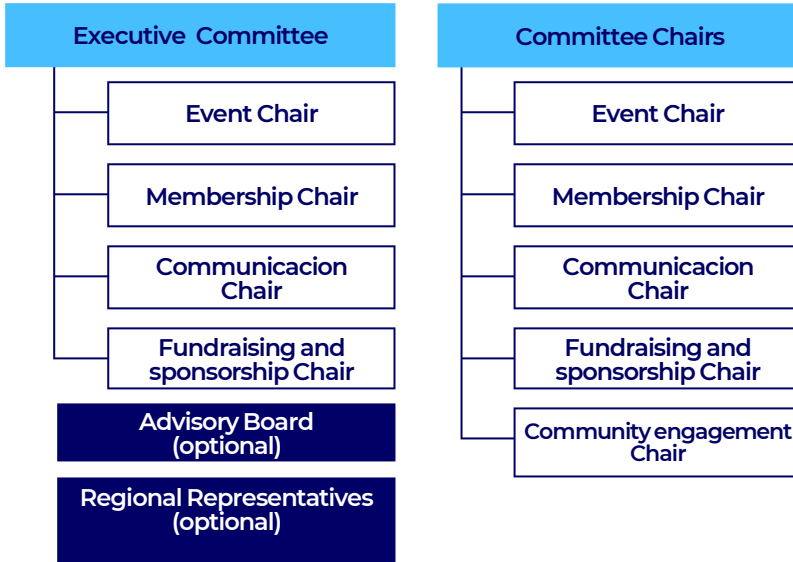 Executive Committee
Event Chair
Membership Chair
Communicacion
Chair
Fundraising and
sponsorship Chair
Advisory Board
(optional)
Regional Representatives
(optional)
Committee Chairs
Event Chair
Membership Chair
Communicacion
Chair
Fundraising and
sponsorship Chair
Community engagement
Chair